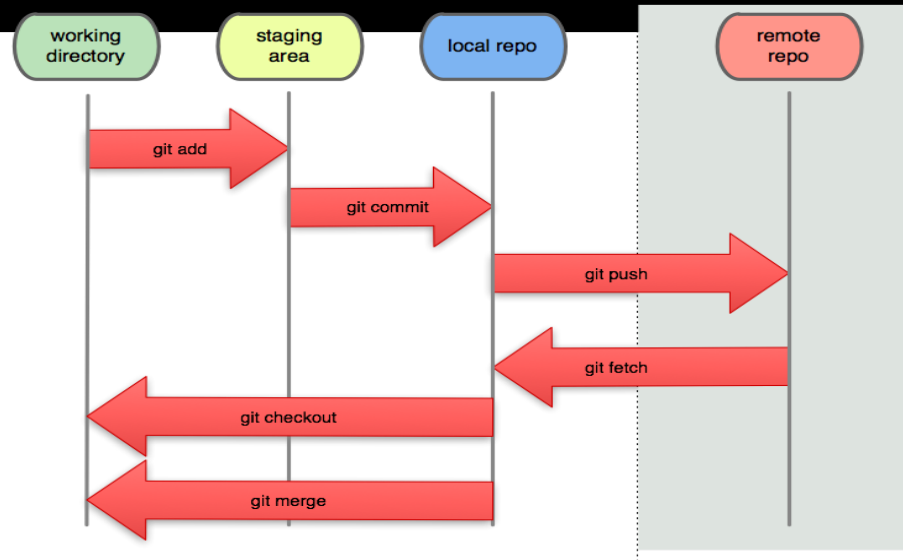 working
directory
staging
area
local repo
remote
repo
git add
git commit
git push
git fetch
git checkout
git merge